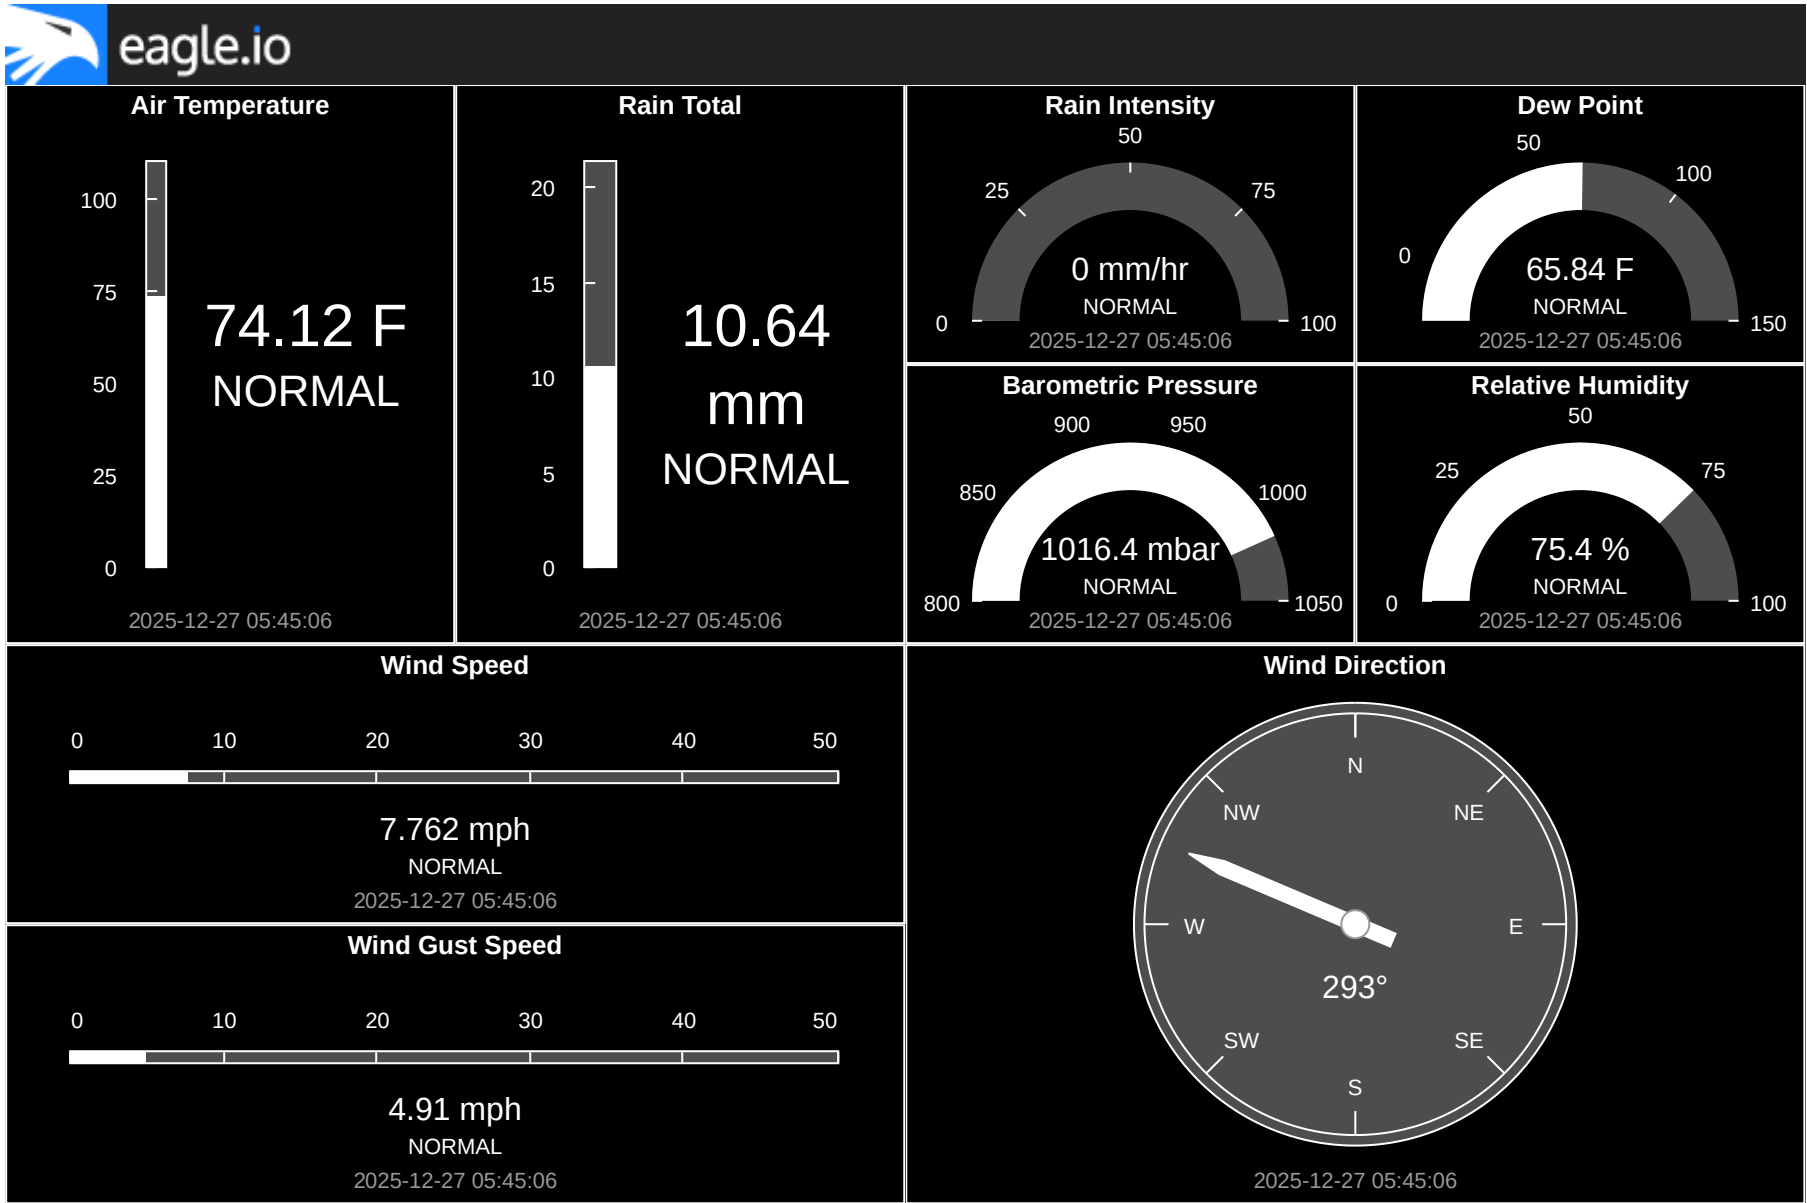 eagle.io
Air Temperature
100
75
50
25
0
74.12 F
NORMAL
2025-12-27 05:45:06
Rain Total
20
15
10
5
0
10.64
mm
NORMAL
2025-12-27 05:45:06
Rain Intensity
50
25
75
0
100
0 mm/hr
NORMAL
2025-12-27 05:45:06
Dew Point
50
100
0
150
65.84 F
NORMAL
2025-12-27 05:45:06
Barometric Pressure
900
950
850
1000
800
1050
1016.4 mbar
NORMAL
2025-12-27 05:45:06
Relative Humidity
50
25
75
0
100
75.4 %
NORMAL
2025-12-27 05:45:06
Wind Speed
0 10 20 30 40 50
7.762 mph
NORMAL
2025-12-27 05:45:06
Wind Gust Speed
0 10 20 30 40 50
4.91 mph
NORMAL
2025-12-27 05:45:06
Wind Direction
N
NW
NE
W
E
293°
SW
SE
S
2025-12-27 05:45:06